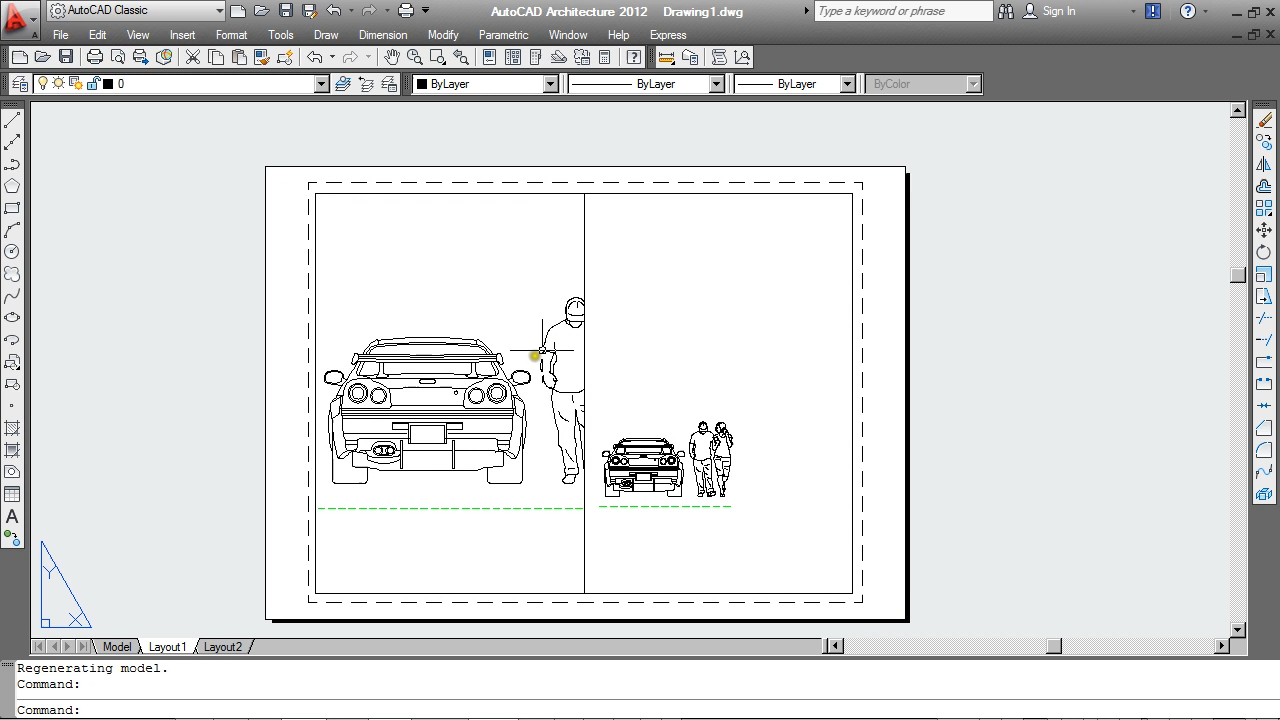 AutoCAD Classic
AutoCAD Architecture 2012 Drawing1.dwg
Type a keyword or phrase
Sign In
File Edit View Insert Format Tools Draw Dimension Modify Parametric Window Help Express
0
ByLayer
ByLayer
ByLayer
ByColor
Y
X
Model Layout1 Layout2
Regenerating model.
Command:
Command: